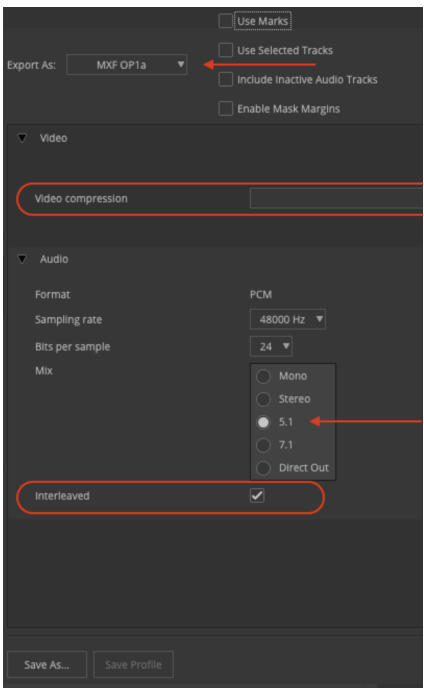 Use Marks
Use Selected Tracks
Export As: MXF OP1a
Include Inactive Audio Tracks
Enable Mask Margins
Video
Video compression
Audio
Format PCM
Sampling rate 48000 Hz
Bits per sample 24
Mix
Mono
Stereo
5.1
7.1
Direct Out
Interleaved
Save As... Save Profile